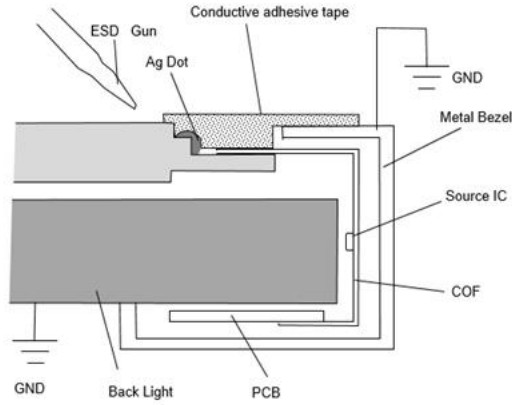 Conductive adhesive tape
ESD Gun
Ag Dot
GND
Metal Bezel
Source IC
COF
GND
Back Light
PCB